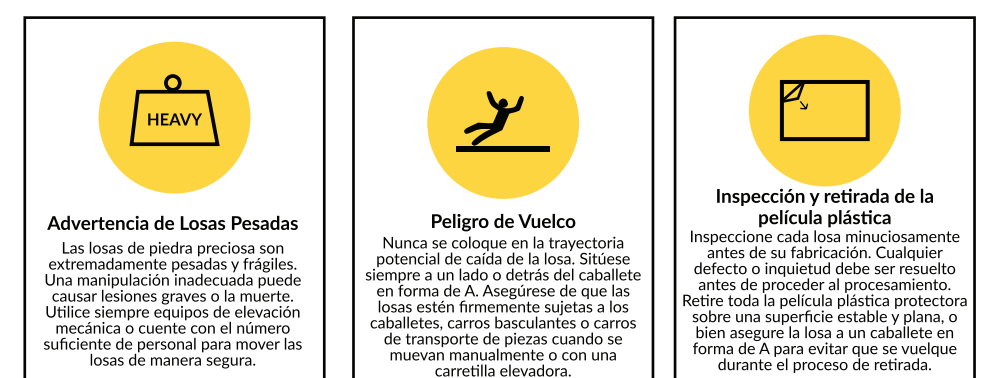 HEAVY
Advertencia de Losas Pesadas
Las losas de piedra preciosa son
extremadamente pesadas y frágiles.
Una manipulación inadecuada puede
causar lesiones graves o la muerte.
Utilice siempre equipos de elevación
mecánica o cuente con el número
suficiente de personal para mover las
losas de manera segura.
Peligro de Vuelco
Nunca se coloque en la trayectoria
potencial de caída de la losa. Sitúese
siempre a un lado o detrás del caballete
en forma de A. Asegúrese de que las
losas estén firmemente sujetas a los
caballetes, carros basculantes o carros
de transporte de piezas cuando se
muevan manualmente o con una
carretilla elevadora.
Inspección y retirada de la
película plástica
Inspeccione cada losa minuciosamente
antes de su fabricación. Cualquier
defecto o inquietud debe ser resuelto
antes de proceder al procesamiento.
Retire toda la película plástica protectora
sobre una superficie estable y plana, o
bien asegure la losa a un caballete en
forma de A para evitar que se vuelque
durante el proceso de retirada.